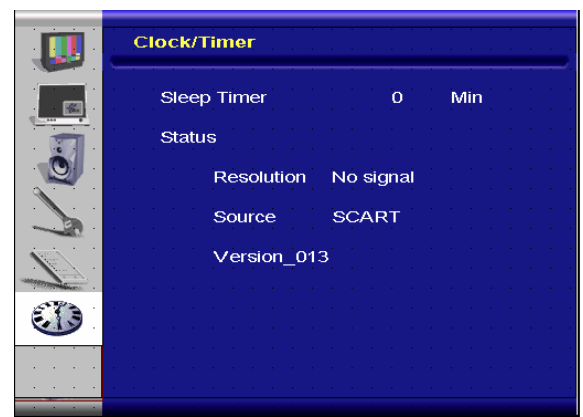 Clock/Timer
Sleep Timer 0 Min
Status
Resolution No signal
Source SCART
Version_013